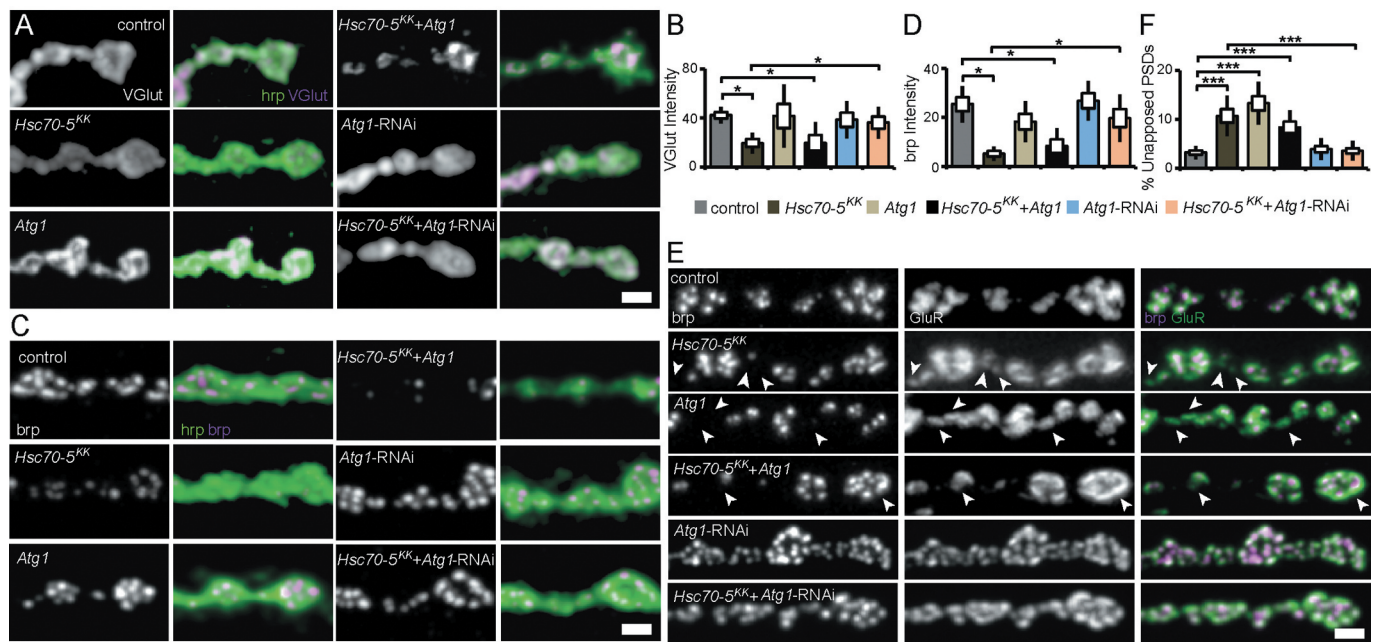 A
control
VGlut
hrp VGlut
Hsc70-5KK+Atg1
Hsc70-5KK
Atg1-RNAi
Atg1
Hsc70-5KK+Atg1-RNAi
B
VGlut Intensity
80
40
0
*
*
*
D
brp Intensity
40
20
0
*
*
*
F
% Unapposed PSDs
20
10
0
***
***
***
***
control
Hsc70-5KK
Atg1
Hsc70-5KK+Atg1
Atg1-RNAi
Hsc70-5KK+Atg1-RNAi
C
control
brp
hrp brp
Hsc70-5KK+Atg1
Hsc70-5KK
Atg1-RNAi
Atg1
Hsc70-5KK+Atg1-RNAi
E
control
brp
GluR
brp GluR
Hsc70-5KK
Atg1
Hsc70-5KK+Atg1
Atg1-RNAi
Hsc70-5KK+Atg1-RNAi